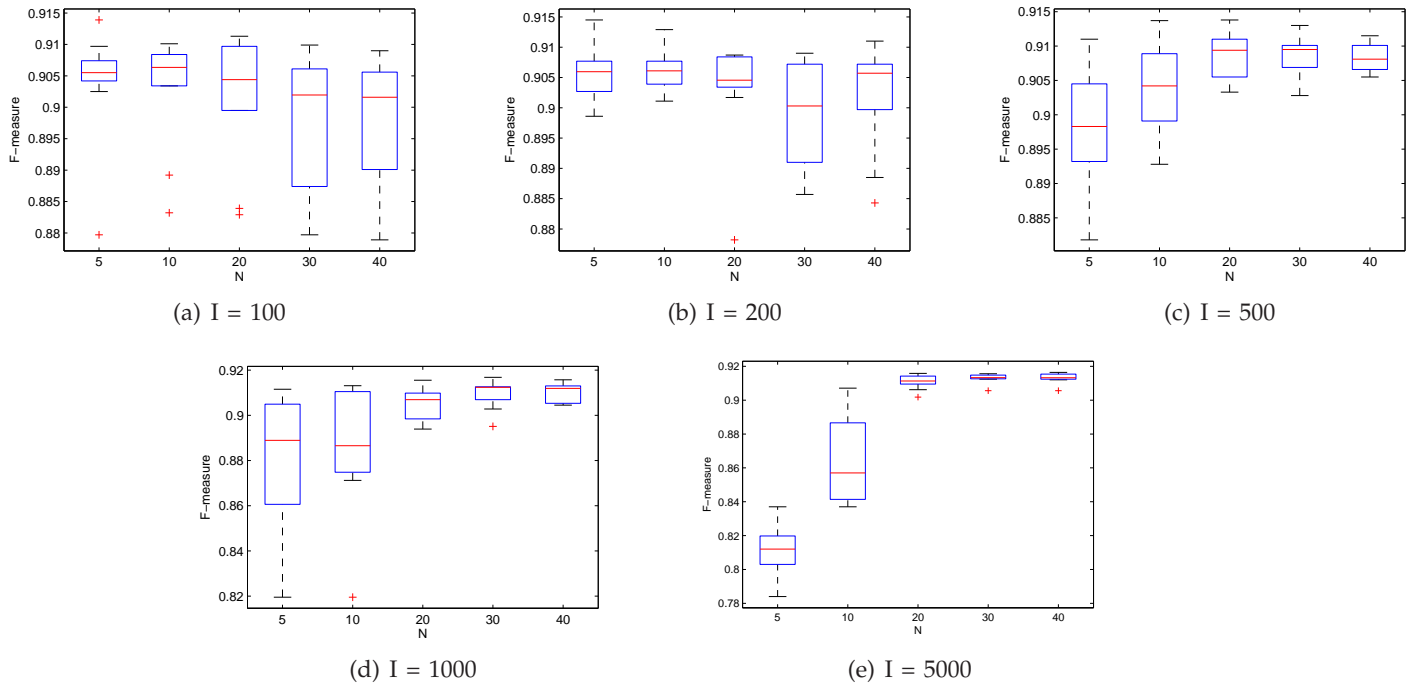 0.915
0.91
0.905
0.9
0.895
0.89
0.885
0.88
F−measure
5 10 20 30 40
N
(a) I = 100
0.915
0.91
0.905
0.9
0.895
0.89
0.885
0.88
F−measure
5 10 20 30 40
N
(b) I = 200
0.915
0.91
0.905
0.9
0.895
0.89
0.885
F−measure
5 10 20 30 40
N
(c) I = 500
0.92
0.9
0.88
0.86
0.84
0.82
F−measure
5 10 20 30 40
N
(d) I = 1000
0.92
0.9
0.88
0.86
0.84
0.82
0.8
0.78
F−measure
5 10 20 30 40
N
(e) I = 5000